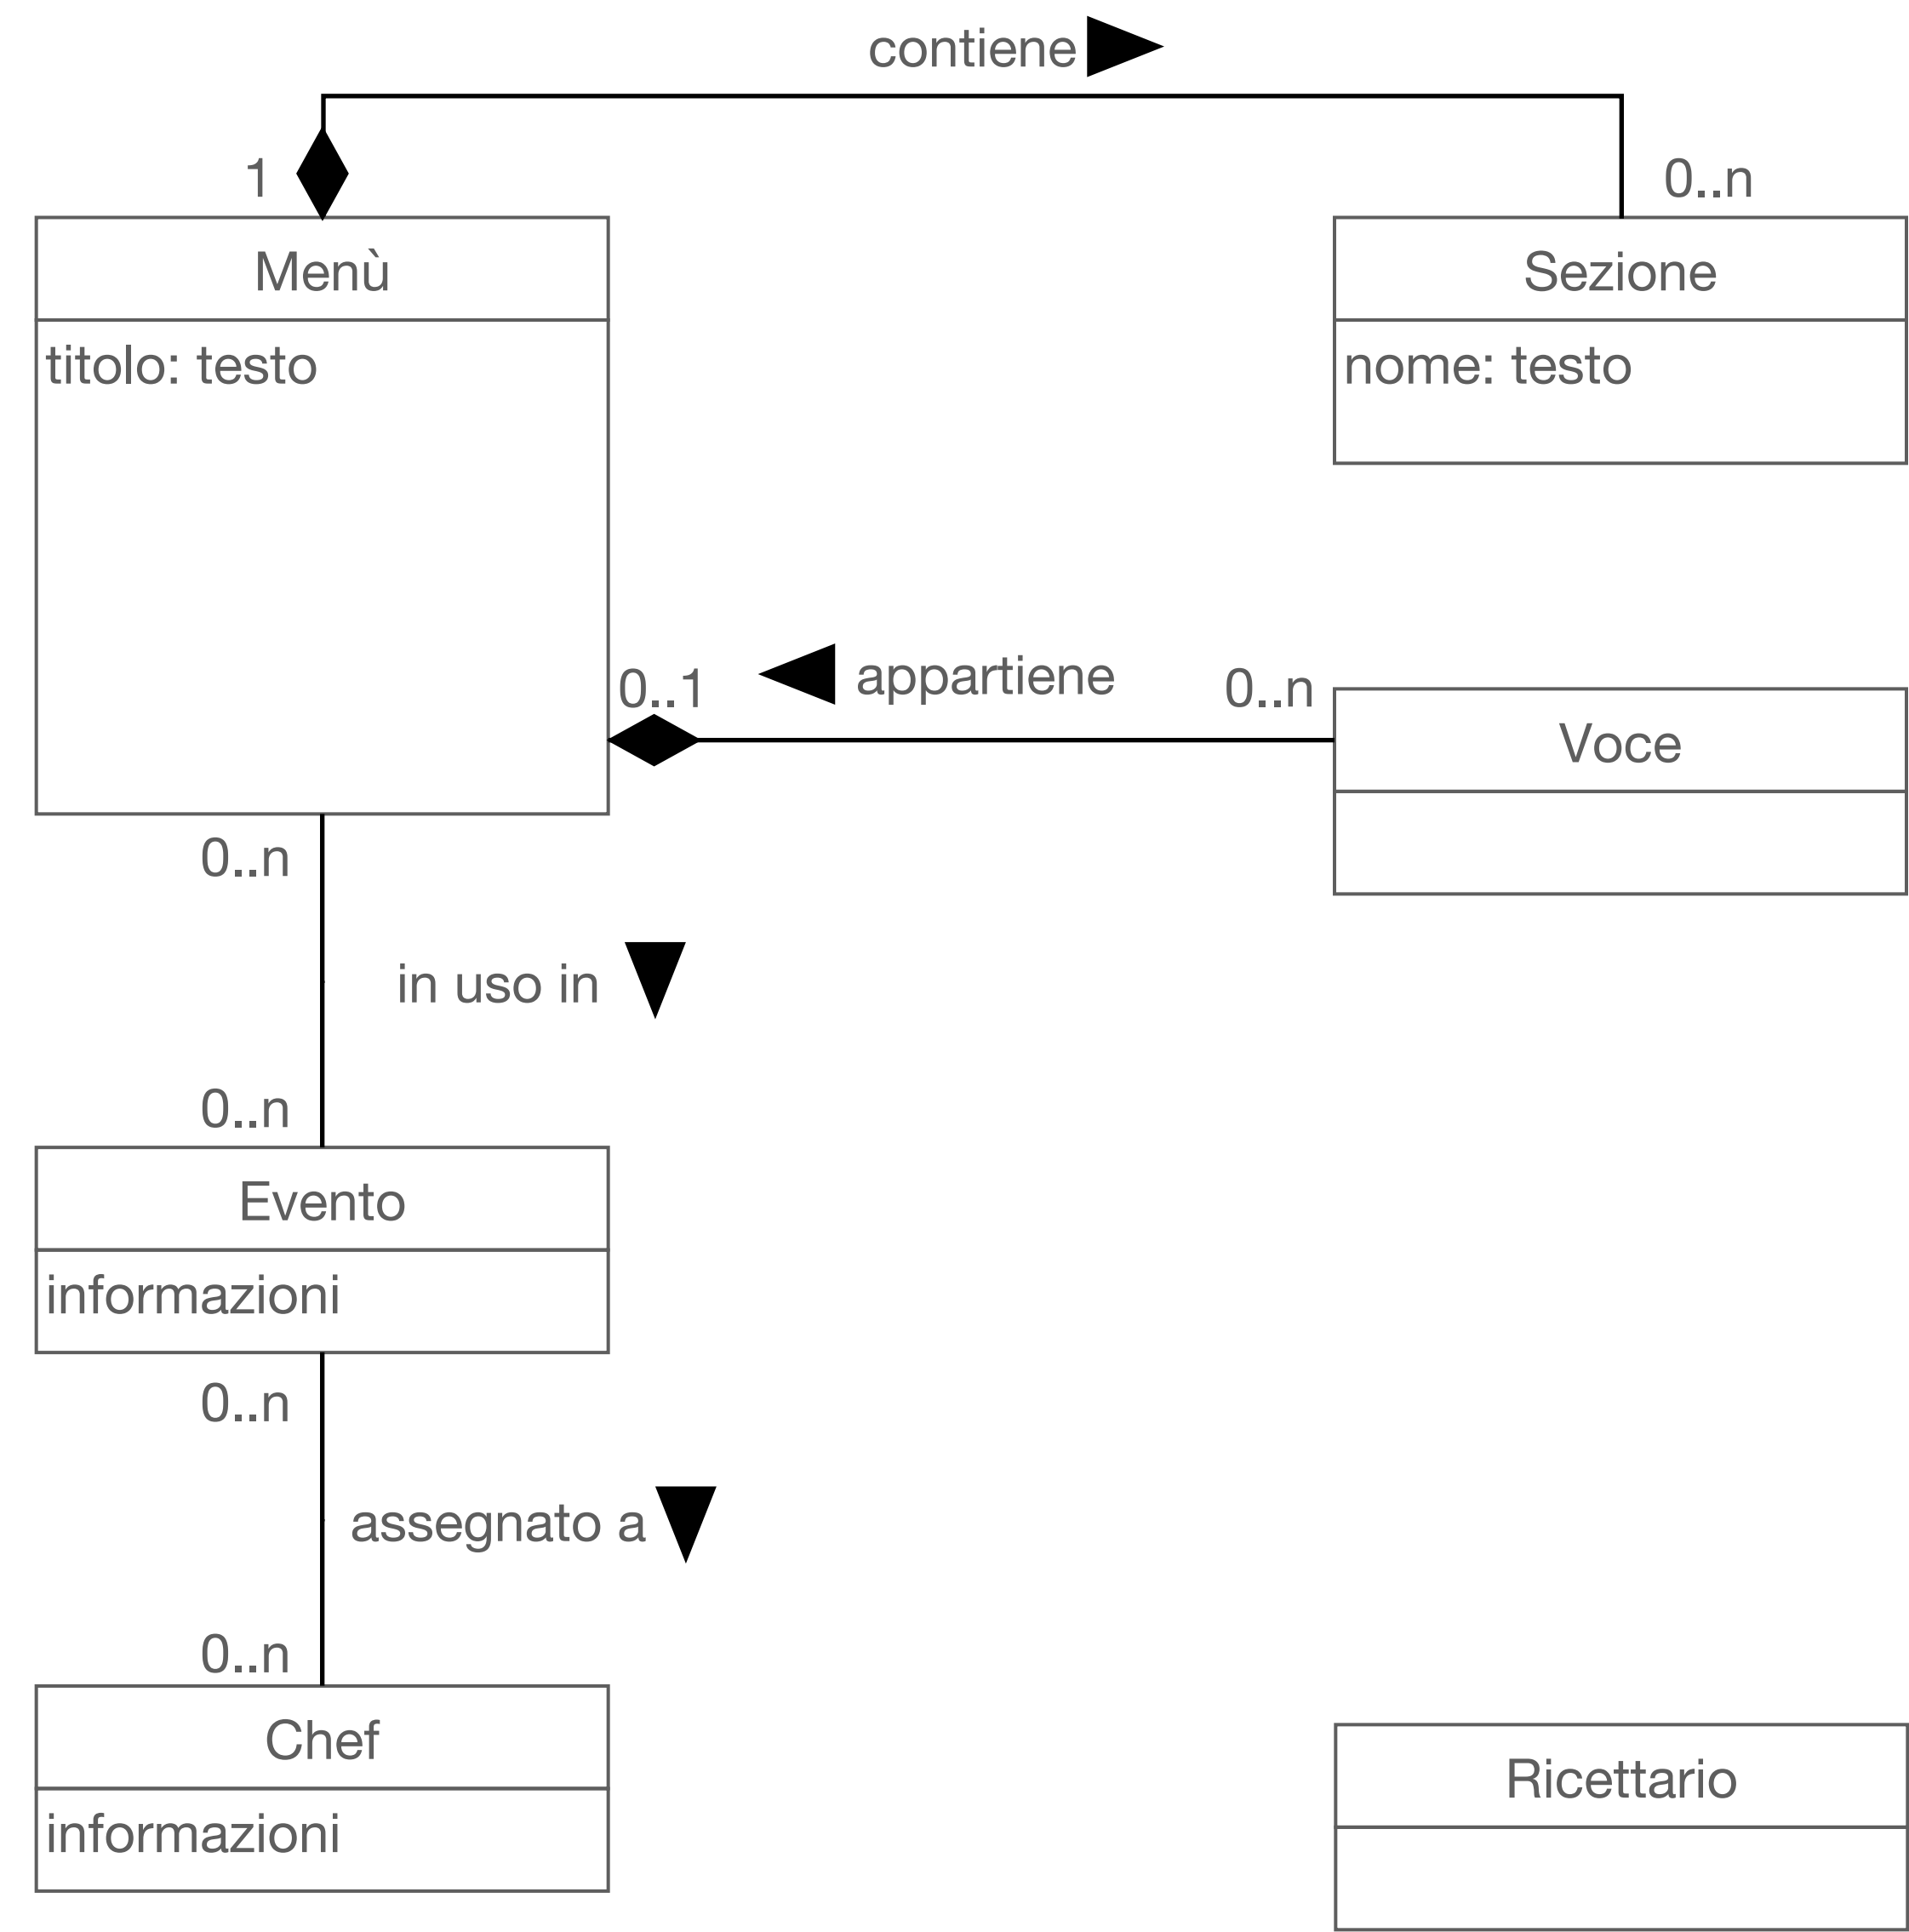 contiene
1
0..n
Menù
Sezione
titolo: testo
nome: testo
0..1
appartiene
0..n
Voce
0..n
in uso in
0..n
Evento
informazioni
0..n
assegnato a
0..n
Chef
Ricettario
informazioni